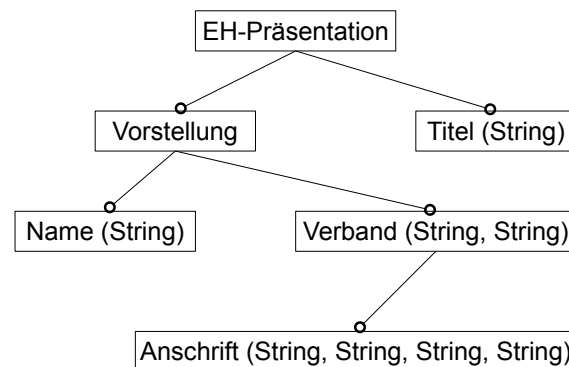 EH-Präsentation
Vorstellung
Titel (String)
Name (String)
Verband (String, String)
Anschrift (String, String, String, String)